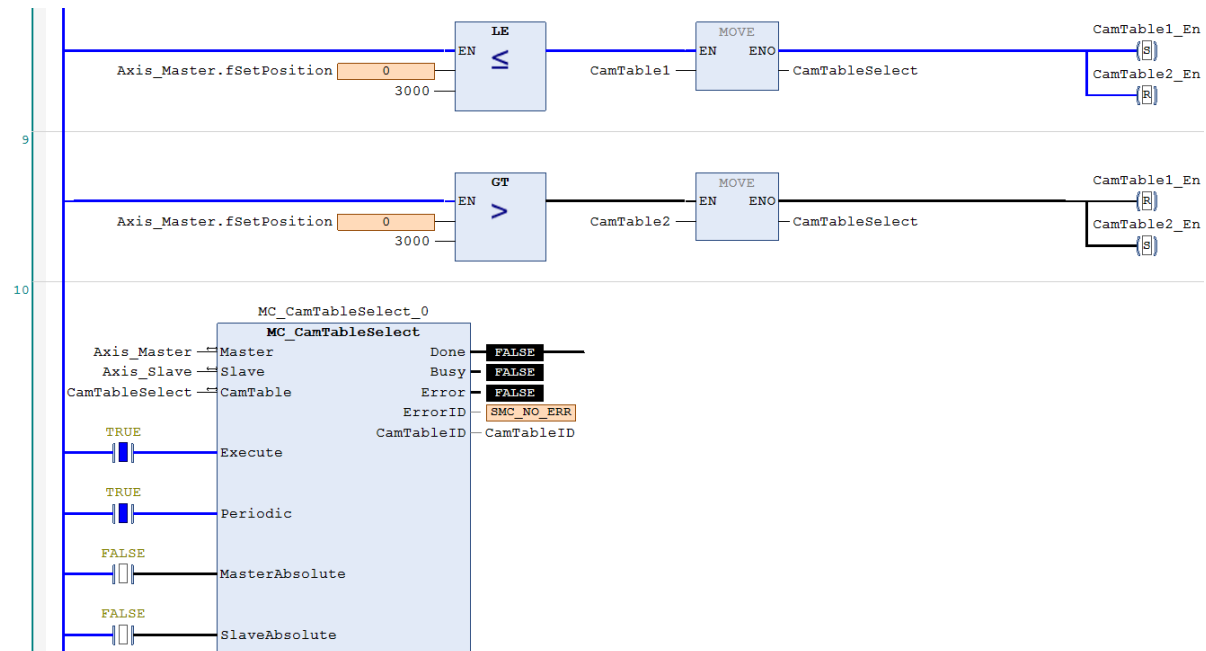 LE
MOVE
CamTable1_En
EN
≤
EN ENO
S
Axis_Master.fSetPosition 0
CamTable1
CamTableSelect
CamTable2_En
3000
R
9
GT
MOVE
CamTable1_En
EN
>
EN ENO
R
Axis_Master.fSetPosition 0
CamTable2
CamTableSelect
CamTable2_En
3000
S
10
MC_CamTableSelect_0
MC_CamTableSelect
Axis_Master Master Done FALSE
Axis_Slave Slave Busy FALSE
CamTableSelect CamTable Error FALSE
ErrorID SMC_NO_ERR
TRUE
CamTableID CamTableID
Execute
TRUE
Periodic
FALSE
MasterAbsolute
FALSE
SlaveAbsolute